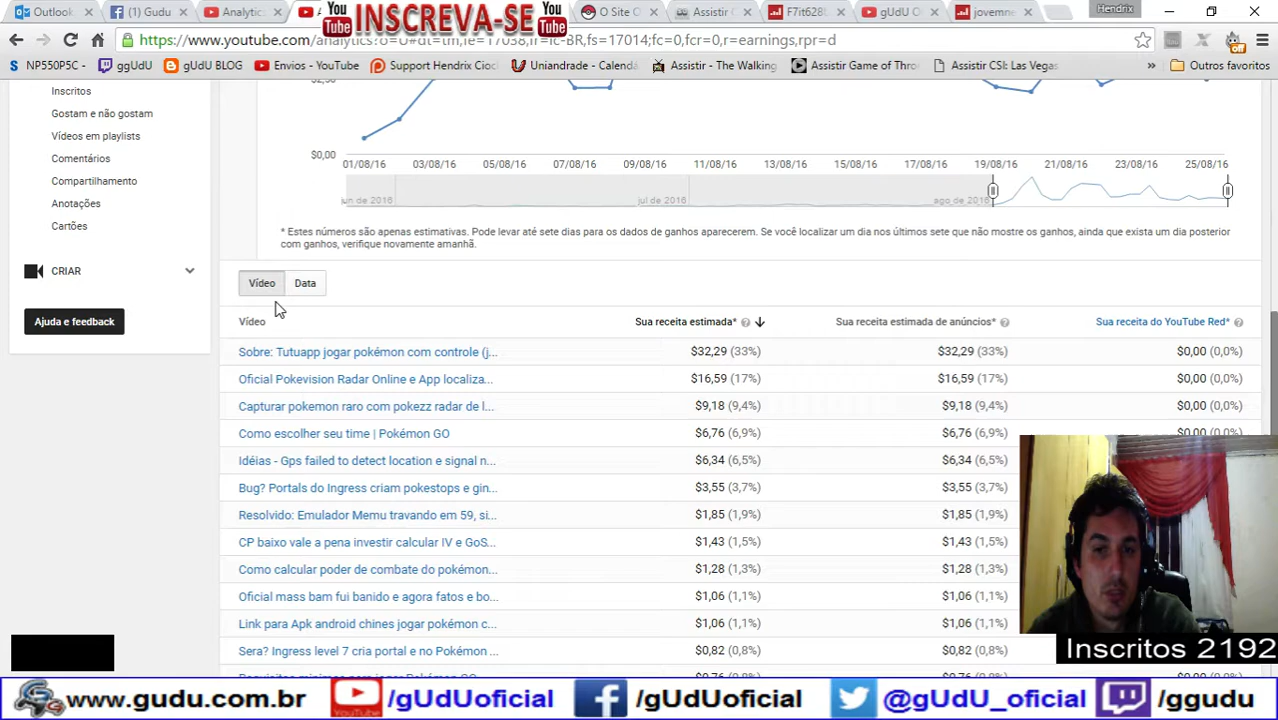 Outlook
(1) Gudu
Analytic
You Tube INSCREVA-SE You Tube
O Site O
Assistir C
F7it628
gUdU O
jovemne
Hendrix
https://www.youtube.com/analytics?o=U#dt=tm,le=17038,fr=lc-BR,fs=17014;fc=0,fcr=0,r=earnings,rpr=d
off
NP550P5C - ggUdU gUdU BLOG Envios - YouTube Support Hendrix Cioc Uniandrade - Calenda Assistir - The Walking Assistir Game of Thro Assistir CSI: Las Vegas » Outros favoritos
Inscritos
Gostam e não gostam
Vídeos em playlists
Comentários
Compartilhamento
Anotações
Cartões
CRIAR
Ajuda e feedback
$0,00
01/08/16 03/08/16 05/08/16 07/08/16 09/08/16 11/08/16 13/08/16 15/08/16 17/08/16 19/08/16 21/08/16 23/08/16 25/08/16
jun de 2016 jul de 2016 ago de 2016
* Estes números são apenas estimativas. Pode levar até sete dias para os dados de ganhos aparecerem. Se você localizar um dia nos últimos sete que não mostre os ganhos, ainda que exista um dia posterior
com ganhos, verifique novamente amanhã.
Vídeo Data
Vídeo Sua receita estimada* Sua receita estimada de anúncios* Sua receita do YouTube Red*
Sobre: Tutuapp jogar pokémon com controle (j... $32,29 (33%) $32,29 (33%) $0,00 (0,0%)
Oficial Pokevision Radar Online e App localiza... $16,59 (17%) $16,59 (17%) $0,00 (0,0%)
Capturar pokemon raro com pokezz radar de l... $9,18 (9,4%) $9,18 (9,4%) $0,00 (0,0%)
Como escolher seu time | Pokémon GO $6,76 (6,9%) $6,76 (6,9%) $0,00 (0,0%)
Idéias - Gps failed to detect location e signal n... $6,34 (6,5%) $6,34 (6,5%)
Bug? Portals do Ingress criam pokestops e gin... $3,55 (3,7%) $3,55 (3,7%)
Resolvido: Emulador Memu travando em 59, si... $1,85 (1,9%) $1,85 (1,9%)
CP baixo vale a pena investir calcular IV e GoS... $1,43 (1,5%) $1,43 (1,5%)
Como calcular poder de combate do pokémon... $1,28 (1,3%) $1,28 (1,3%)
Oficial mass bam fui banido e agora fatos e bo... $1,06 (1,1%) $1,06 (1,1%)
Link para Apk android chines jogar pokémon c... $1,06 (1,1%) $1,06 (1,1%)
Sera? Ingress level 7 cria portal e no Pokémon ... $0,82 (0,8%) $0,82 (0,8%)
Inscritos 2192
www.gudu.com.br YouTube /gUdUoficial /gUdUoficial @gUdU_oficial /ggudu